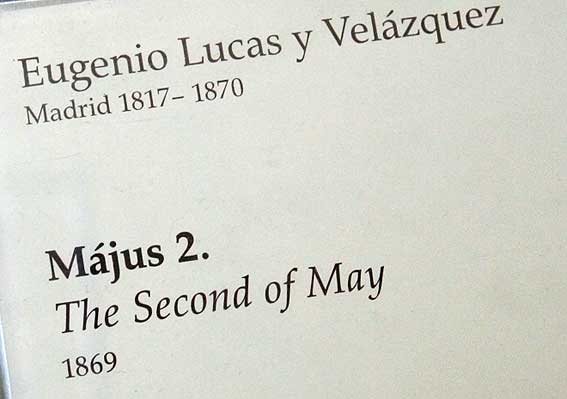 Eugenio Lucas y Velázquez
Madrid 1817– 1870
Május 2.
The Second of May
1869